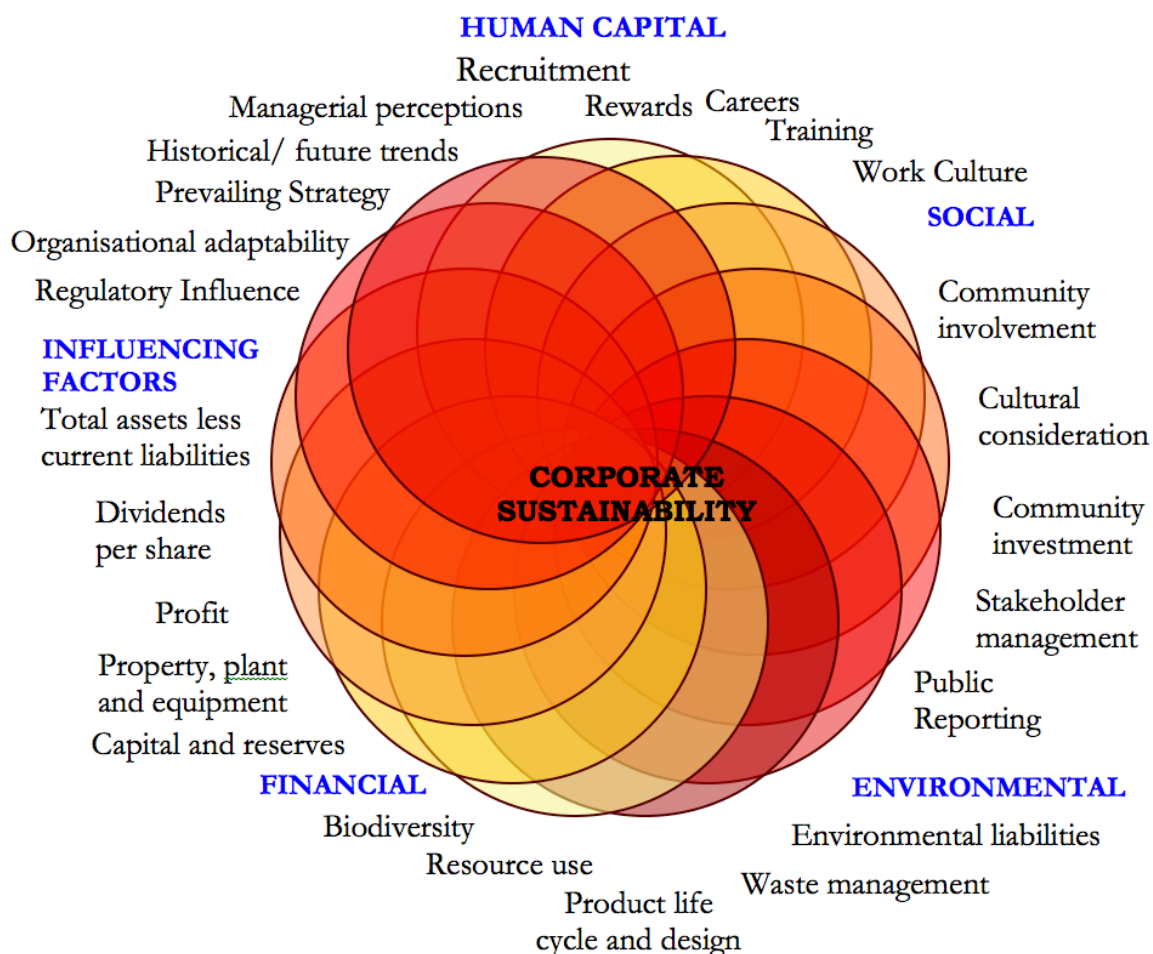 HUMAN CAPITAL
Recruitment
Rewards
Careers
Training
Work Culture
SOCIAL
Community
involvement
Cultural
consideration
Community
investment
Stakeholder
management
Public
Reporting
ENVIRONMENTAL
Environmental liabilities
Waste management
Product life
cycle and design
Resource use
Biodiversity
FINANCIAL
Capital and reserves
Property, plant
and equipment
Profit
Dividends
per share
Total assets less
current liabilities
INFLUENCING
FACTORS
Regulatory Influence
Organisational adaptability
Prevailing Strategy
Historical/ future trends
Managerial perceptions
CORPORATE
SUSTAINABILITY